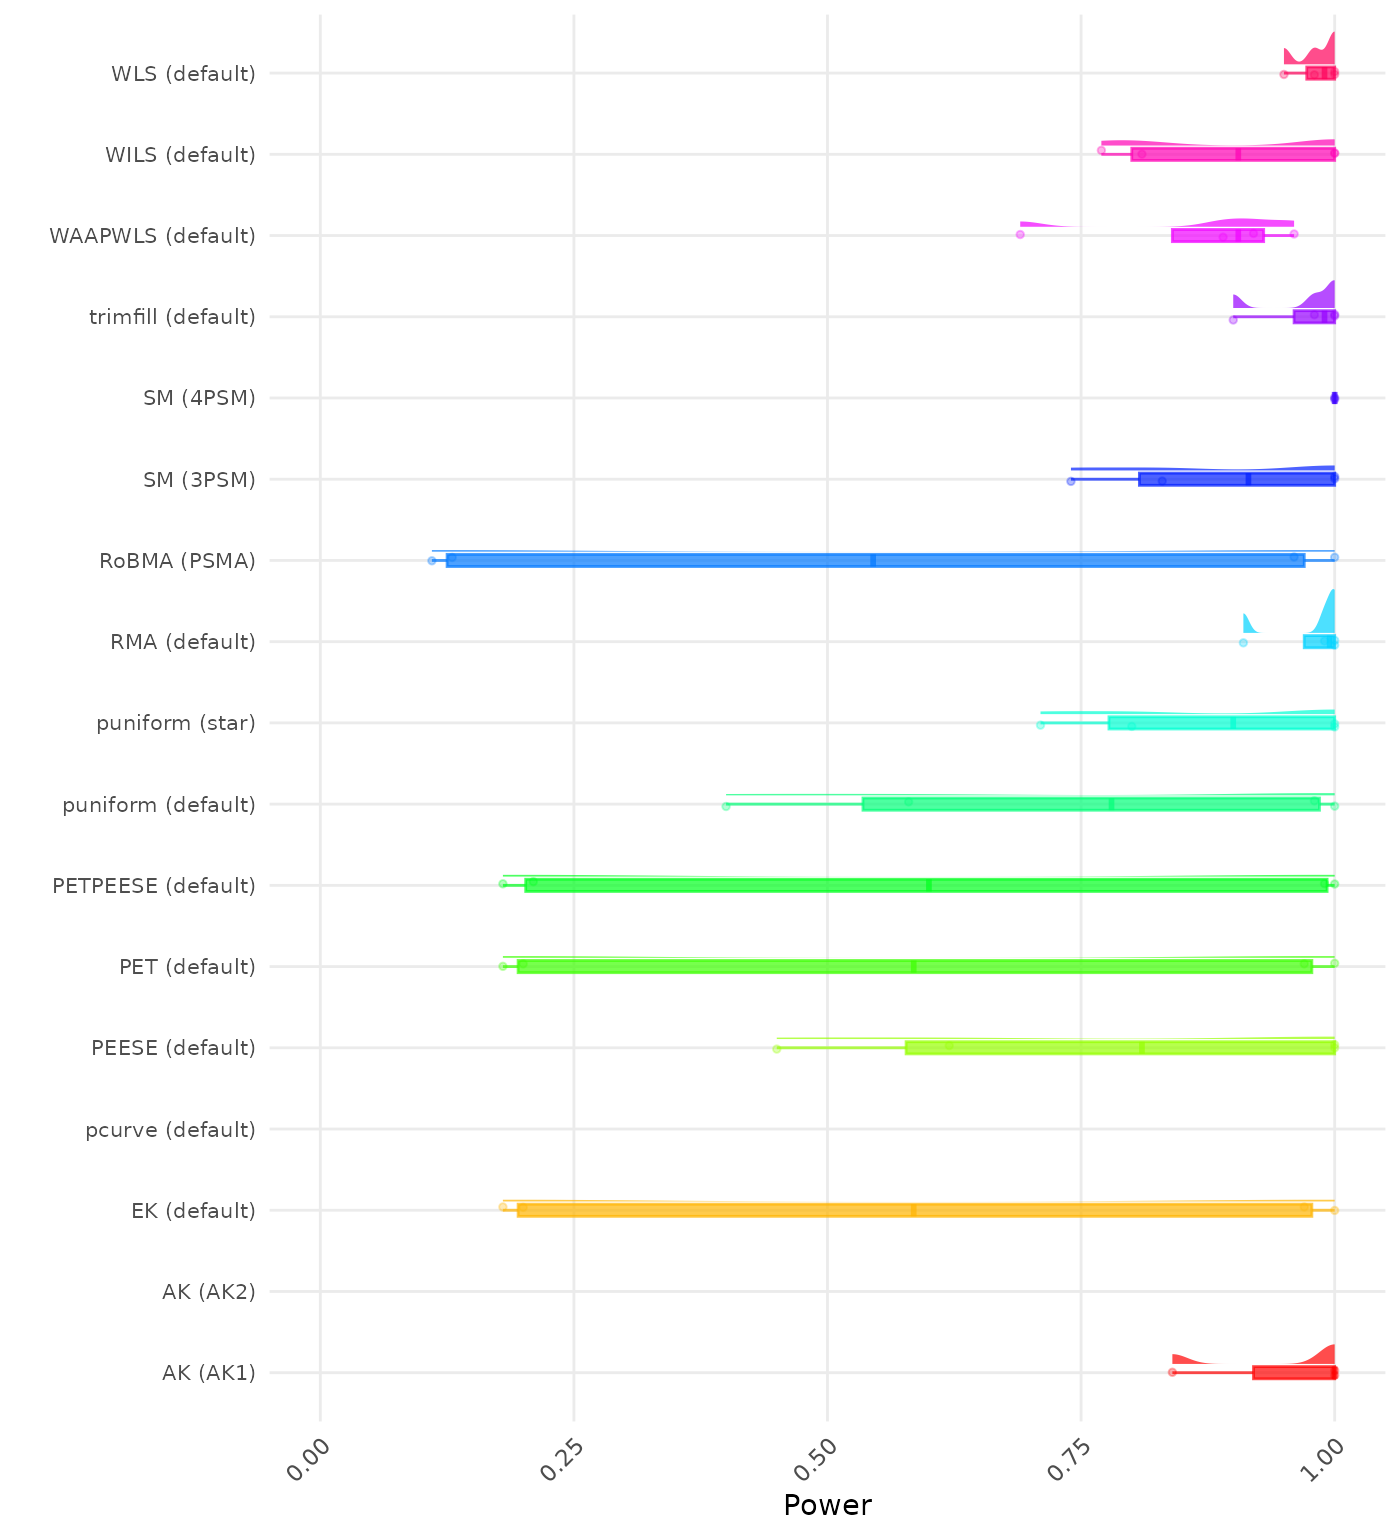 WLS (default)
WILS (default)
WAAPWLS (default)
trimfill (default)
SM (4PSM)
SM (3PSM)
RoBMA (PSMA)
RMA (default)
puniform (star)
puniform (default)
PETPEESE (default)
PET (default)
PEESE (default)
pcurve (default)
EK (default)
AK (AK2)
AK (AK1)
0.00
0.25
0.50
0.75
1.00
Power